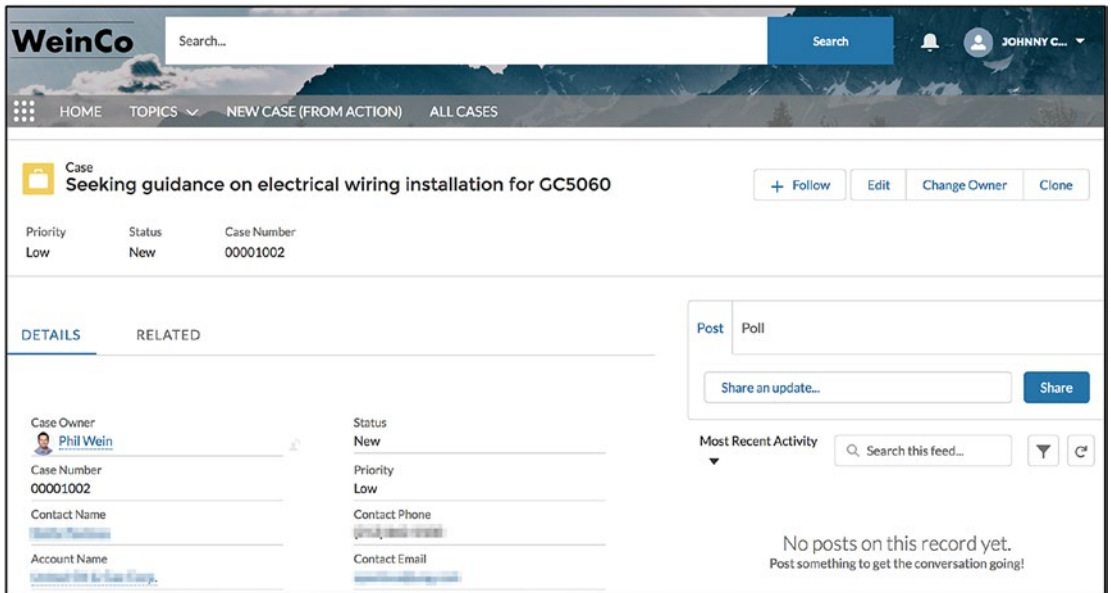 WeinCo
Search...
Search
JOHNNY C...
HOME
TOPICS
NEW CASE (FROM ACTION)
ALL CASES
Case
Seeking guidance on electrical wiring installation for GC5060
+ Follow
Edit
Change Owner
Clone
Priority
Status
Case Number
Low
New
00001002
DETAILS
RELATED
Case Owner
Phil Wein
Status
New
Case Number
00001002
Priority
Low
Contact Name
Contact Phone
Account Name
Contact Email
Post
Poll
Share an update...
Share
Most Recent Activity
Search this feed...
No posts on this record yet.
Post something to get the conversation going!